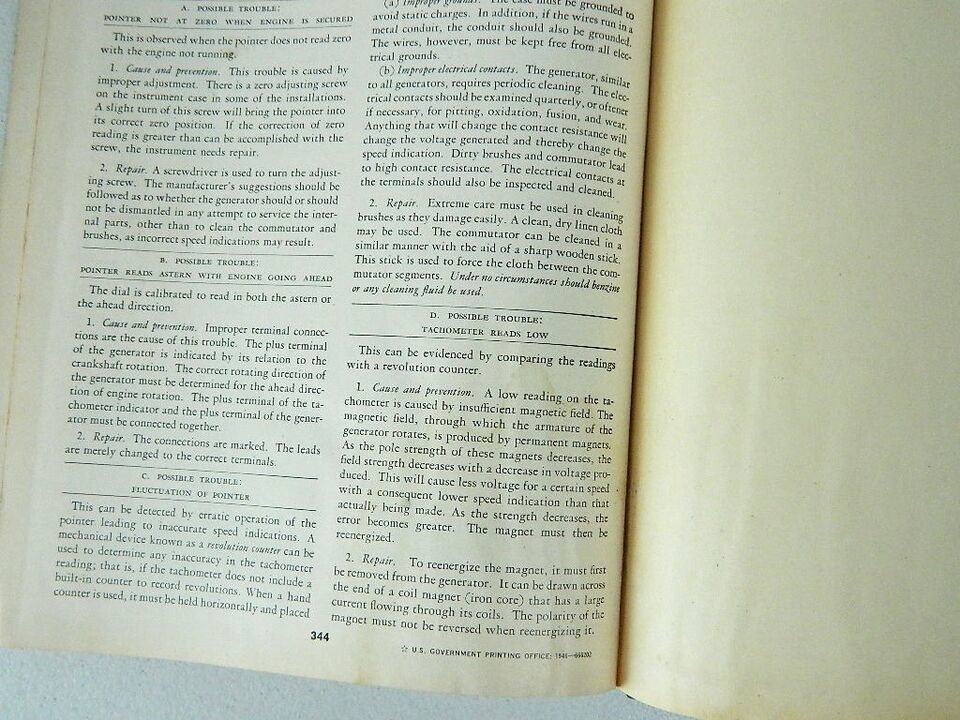 A. POSSIBLE TROUBLE:
POINTER NOT AT ZERO WHEN ENGINE IS SECURED
This is observed when the pointer does not read zero
with the engine not running.
1. Cause and prevention. This trouble is caused by
improper adjustment. There is a zero adjusting screw
on the instrument case in some of the installations.
A slight turn of this screw will bring the pointer into
its correct zero position. If the correction of zero
reading is greater than can be accomplished with the
screw, the instrument needs repair.
2. Repair. A screwdriver is used to turn the adjust-
ing screw. The manufacturer's suggestions should be
followed as to whether the generator should or should
not be dismantled in any attempt to service the inter-
nal parts, other than to clean the commutator and
brushes, as incorrect speed indications may result.
B. POSSIBLE TROUBLE:
POINTER READS ASTERN WITH ENGINE GOING AHEAD
The dial is calibrated to read in both the astern or
the ahead direction.
1. Cause and prevention. Improper terminal connec-
tions are the cause of this trouble. The plus terminal
of the generator is indicated by its relation to the
crankshaft rotation. The correct rotating direction of
the generator must be determined for the ahead direc-
tion of engine rotation. The plus terminal of the ta-
chometer indicator and the plus terminal of the gener-
ator must be connected together.
2. Repair. The connections are marked. The leads
are merely changed to the correct terminals.
C. POSSIBLE TROUBLE:
FLUCTUATION OF POINTER
This can be detected by erratic operation of the
pointer leading to inaccurate speed indications. A
mechanical device known as a revolution counter can be
used to determine any inaccuracy in the tachometer
reading; that is, if the tachometer does not include a
built-in counter to record revolutions. When a hand
counter is used, it must be held horizontally and placed
(a) Improper grounds. The case must be grounded to
avoid static charges. In addition, if the wires run in a
metal conduit, the conduit should also be grounded.
The wires, however, must be kept free from all elec-
trical grounds.
(b) Improper electrical contacts. The generator, similar
to all generators, requires periodic cleaning. The elec-
trical contacts should be examined quarterly, or oftener
if necessary, for pitting, oxidation, fusion, and wear.
Anything that will change the contact resistance will
change the voltage generated and thereby change the
speed indication. Dirty brushes and commutator lead
to high contact resistance. The electrical contacts at
the terminals should also be inspected and cleaned.
2. Repair. Extreme care must be used in cleaning
brushes as they damage easily. A clean, dry linen cloth
may be used. The commutator can be cleaned in a
similar manner with the aid of a sharp wooden stick.
This stick is used to force the cloth between the com-
mutator segments. Under no circumstances should benzine
or any cleaning fluid be used.
D. POSSIBLE TROUBLE:
TACHOMETER READS LOW
This can be evidenced by comparing the readings
with a revolution counter.
1. Cause and prevention. A low reading on the ta-
chometer is caused by insufficient magnetic field. The
magnetic field, through which the armature of the
generator rotates, is produced by permanent magnets.
As the pole strength of these magnets decreases, the
field strength decreases with a decrease in voltage pro-
duced. This will cause less voltage for a certain speed
with a consequent lower speed indication than that
actually being made. As the strength decreases, the
error becomes greater. The magnet must then be
reenergized.
2. Repair. To reenergize the magnet, it must first
be removed from the generator. It can be drawn across
the end of a coil magnet (iron core) that has a large
current flowing through its coils. The polarity of the
magnet must not be reversed when reenergizing it.
344
☆ U.S. GOVERNMENT PRINTING OFFICE: 1946